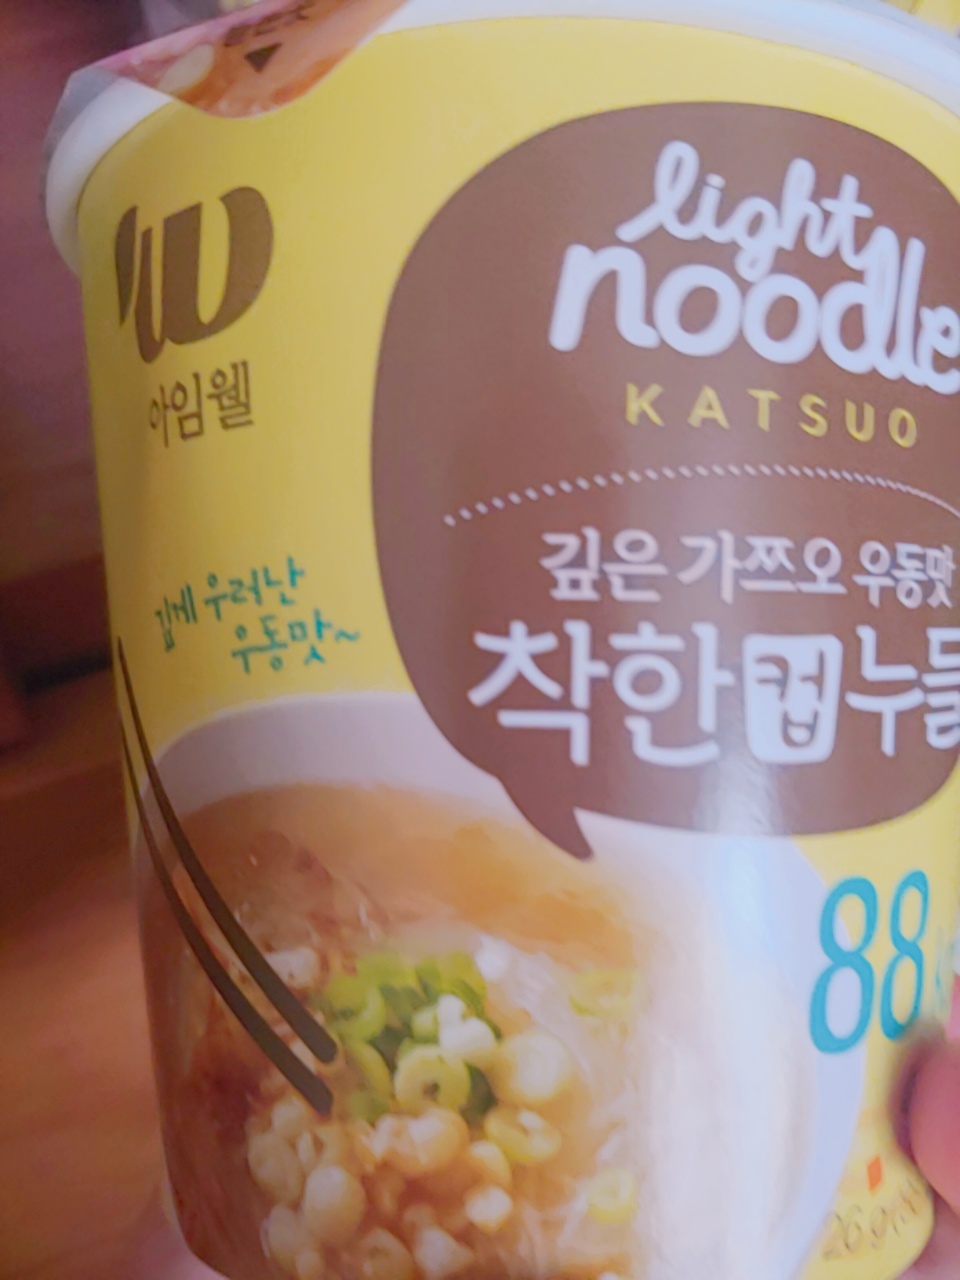 light
noodle
KATSUO
깊은 가쯔오 우동맛
착한 컵 누들
아임웰
깊게 우러난
우동맛~
88